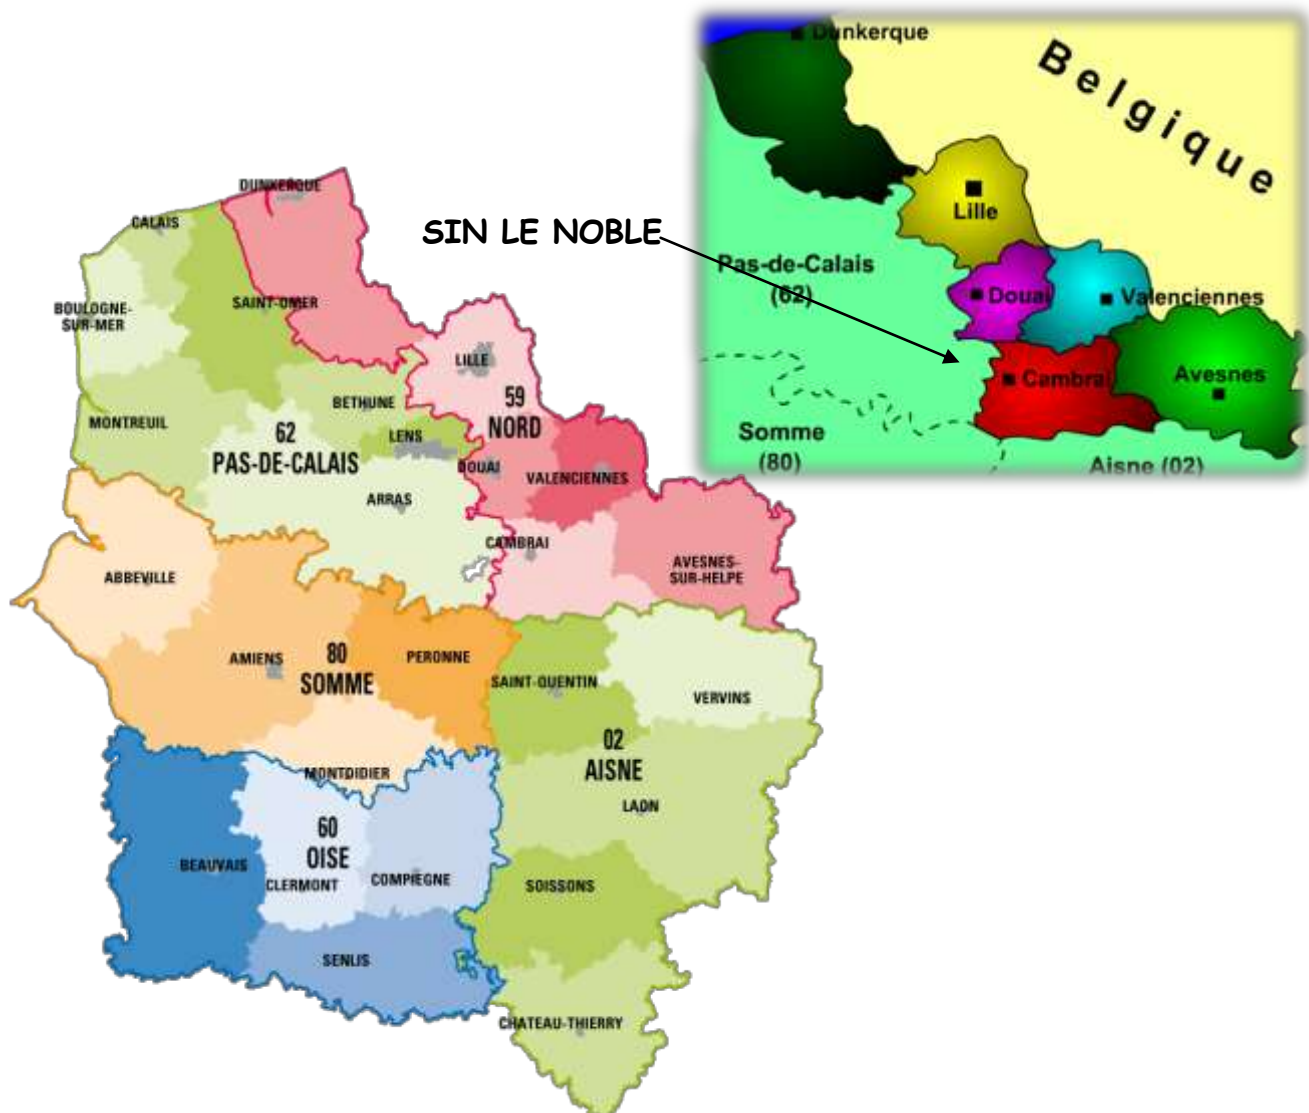 Dunkerque
Belgique
Lille
Pas-de-Calais
(62)
Douai
Valenciennes
Cambrai
Avesnes
Somme
(80)
Aisne (02)
SIN LE NOBLE
DUNKERQUE
CALAIS
SAINT-OMER
BOULOGNE-
SUR-MER
LILLE
59
NORD
BETHUNE
MONTREUIL
62
PAS-DE-CALAIS
LENS
DOUAI
VALENCIENNES
ARRAS
CAMBRAI
AVESNES-
SUR-HELPE
ABBEVILLE
AMIENS
80
SOMME
PERONNE
SAINT-QUENTIN
VERVINS
02
AISNE
MONTDIDIER
LAON
60
OISE
BEAUVAIS
CLERMONT
COMPIEGNE
SOISSONS
SENLIS
CHATEAU-THIERRY